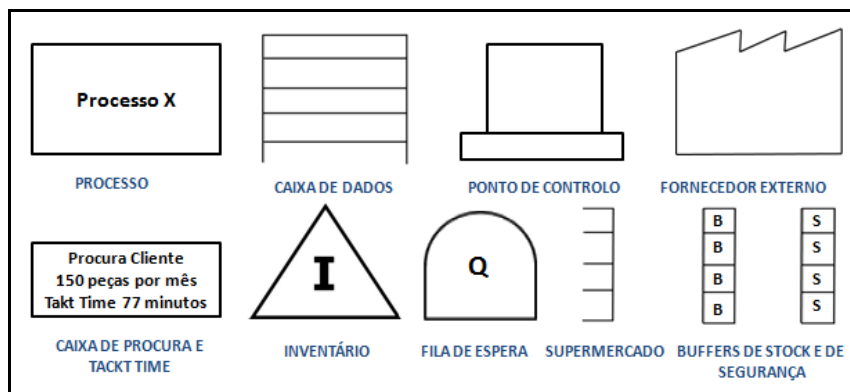 Processo X
PROCESSO
CAIXA DE DADOS
PONTO DE CONTROLO
FORNECEDOR EXTERNO
Procura Cliente
150 peças por mês
Takt Time 77 minutos
CAIXA DE PROCURA E
TACKT TIME
I
INVENTÁRIO
Q
FILA DE ESPERA
SUPERMERCADO
B
B
B
B
S
S
S
S
BUFFERS DE STOCK E DE
SEGURANÇA